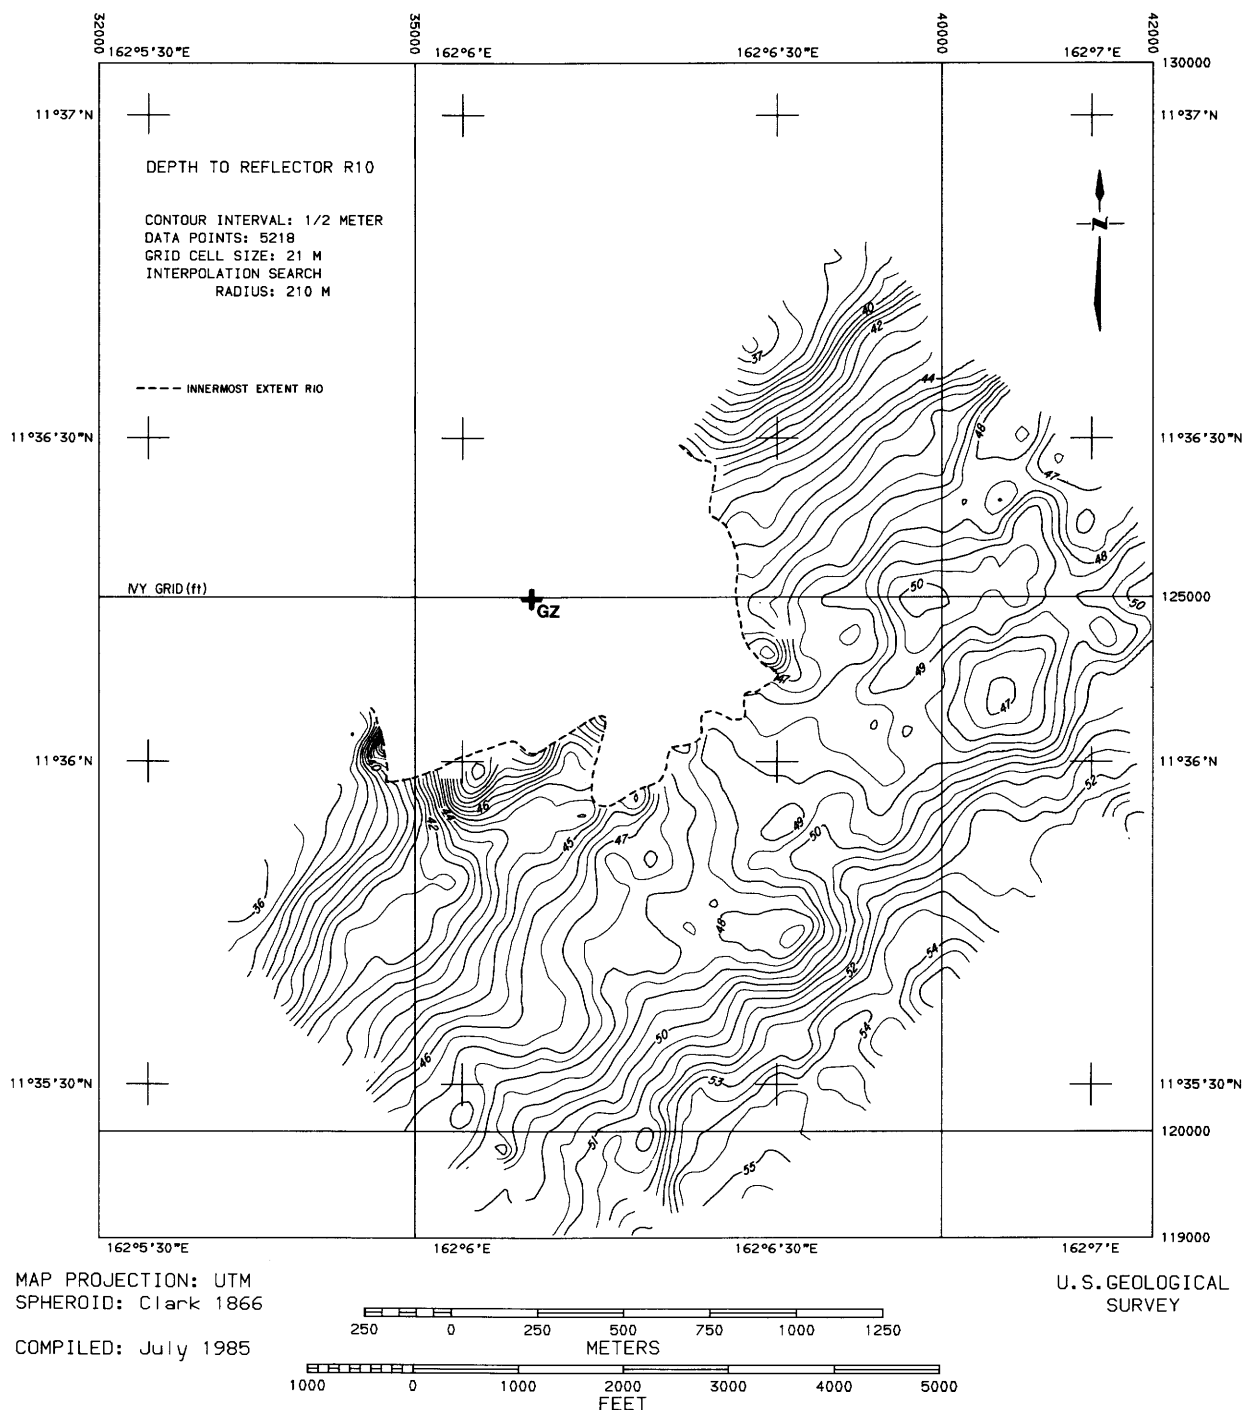 32000 35000 40000 42000
162°5'30"E 162°6'E 162°6'30"E 162°7'E
130000
11°37'N 11°37'N
DEPTH TO REFLECTOR R10
CONTOUR INTERVAL: 1/2 METER
DATA POINTS: 5218
GRID CELL SIZE: 21 M
INTERPOLATION SEARCH
RADIUS: 210 M
N
40
42
37
INNERMOST EXTENT R10
44
48
11°36'30"N 11°36'30"N
47
48
IVY GRID (ft)
50
50
125000
GZ
49
47
47
11°36'N 11°36'N
52
46
44
42
45
47
49
50
36
48
54
52
54
50
46
53
11°35'30"N 11°35'30"N
120000
51
55
119000
162°5'30"E 162°6'E 162°6'30"E 162°7'E
MAP PROJECTION: UTM
SPHEROID: Clark 1866
COMPILED: July 1985
U.S.GEOLOGICAL
SURVEY
250 0 250 500 750 1000 1250
METERS
1000 0 1000 2000 3000 4000 5000
FEET